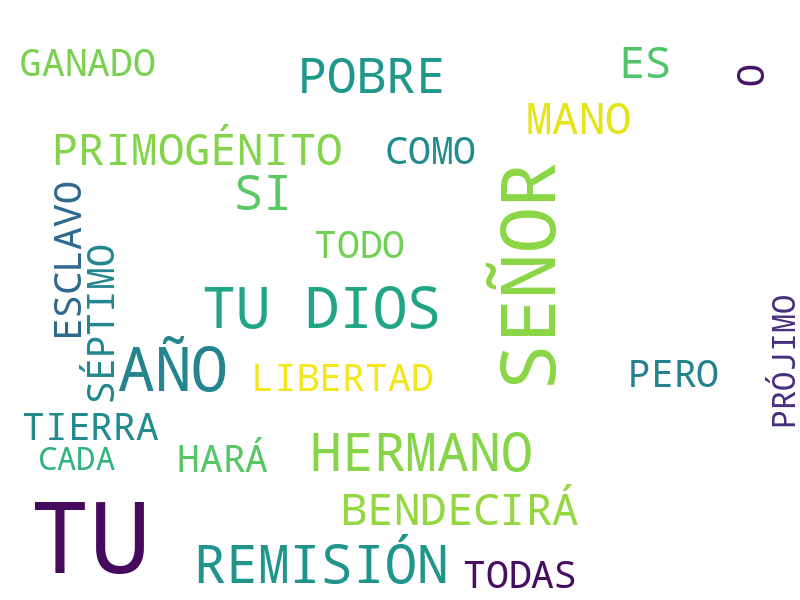 GANADO
POBRE
ES
O
MANO
PRIMOGÉNITO
COMO
SI
SEÑOR
ESCLAVO
TODO
SÉPTIMO
TU DIOS
PRÓJIMO
AÑO
LIBERTAD
PERO
TIERRA
CADA
HARÁ
HERMANO
TU
BENDECIRÁ
REMISIÓN
TODAS